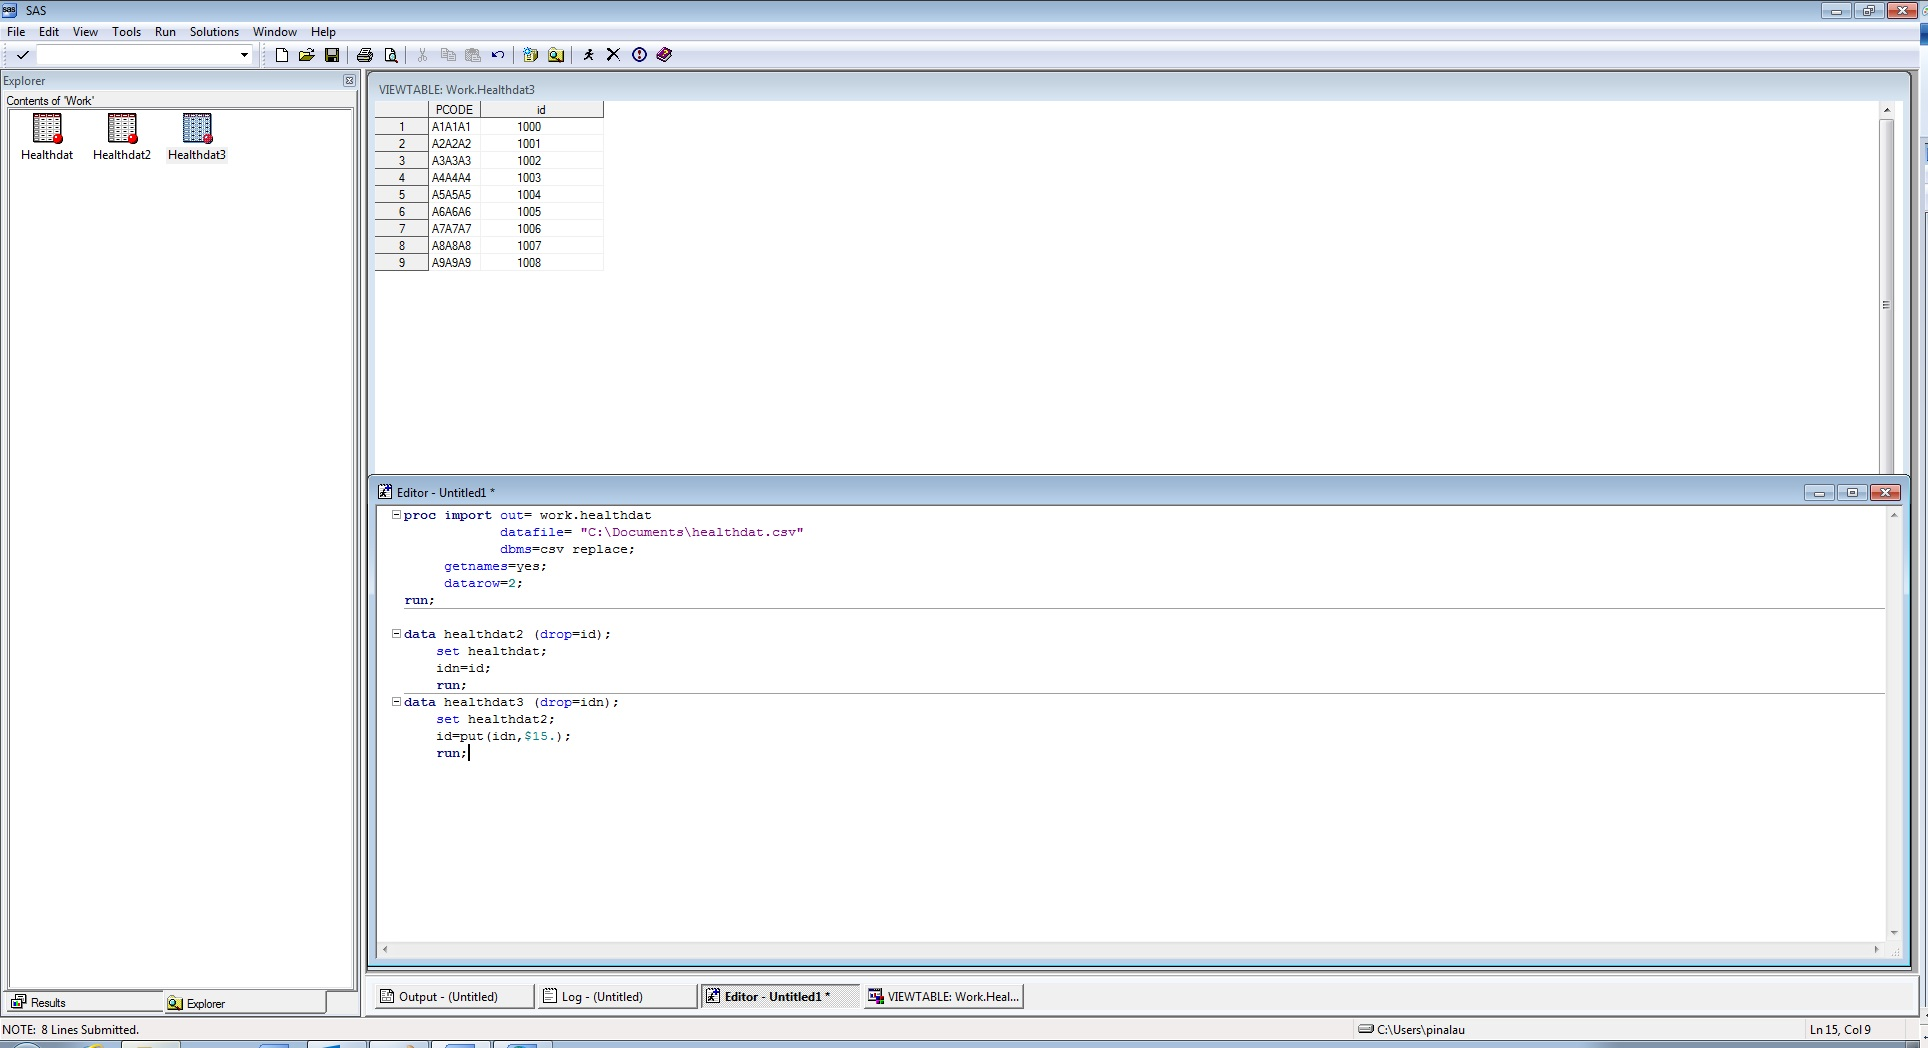 SAS
File Edit View Tools Run Solutions Window Help
Explorer
Contents of 'Work'
Healthdat Healthdat2 Healthdat3
VIEWTABLE: Work.Healthdat3
PCODE id
1 A1A1A1 1000
2 A2A2A2 1001
3 A3A3A3 1002
4 A4A4A4 1003
5 A5A5A5 1004
6 A6A6A6 1005
7 A7A7A7 1006
8 A8A8A8 1007
9 A9A9A9 1008
Editor - Untitled1 *
proc import out= work.healthdat
datafile= "C:\Documents\healthdat.csv"
dbms=csv replace;
getnames=yes;
datarow=2;
run;
data healthdat2 (drop=id);
set healthdat;
idn=id;
run;
data healthdat3 (drop=idn);
set healthdat2;
id=put(idn,$15.);
run;
Results Explorer
Output - (Untitled) Log - (Untitled) Editor - Untitled1 * VIEWTABLE: Work.Heal...
NOTE: 8 Lines Submitted. C:\Users\pinalau Ln 15, Col 9